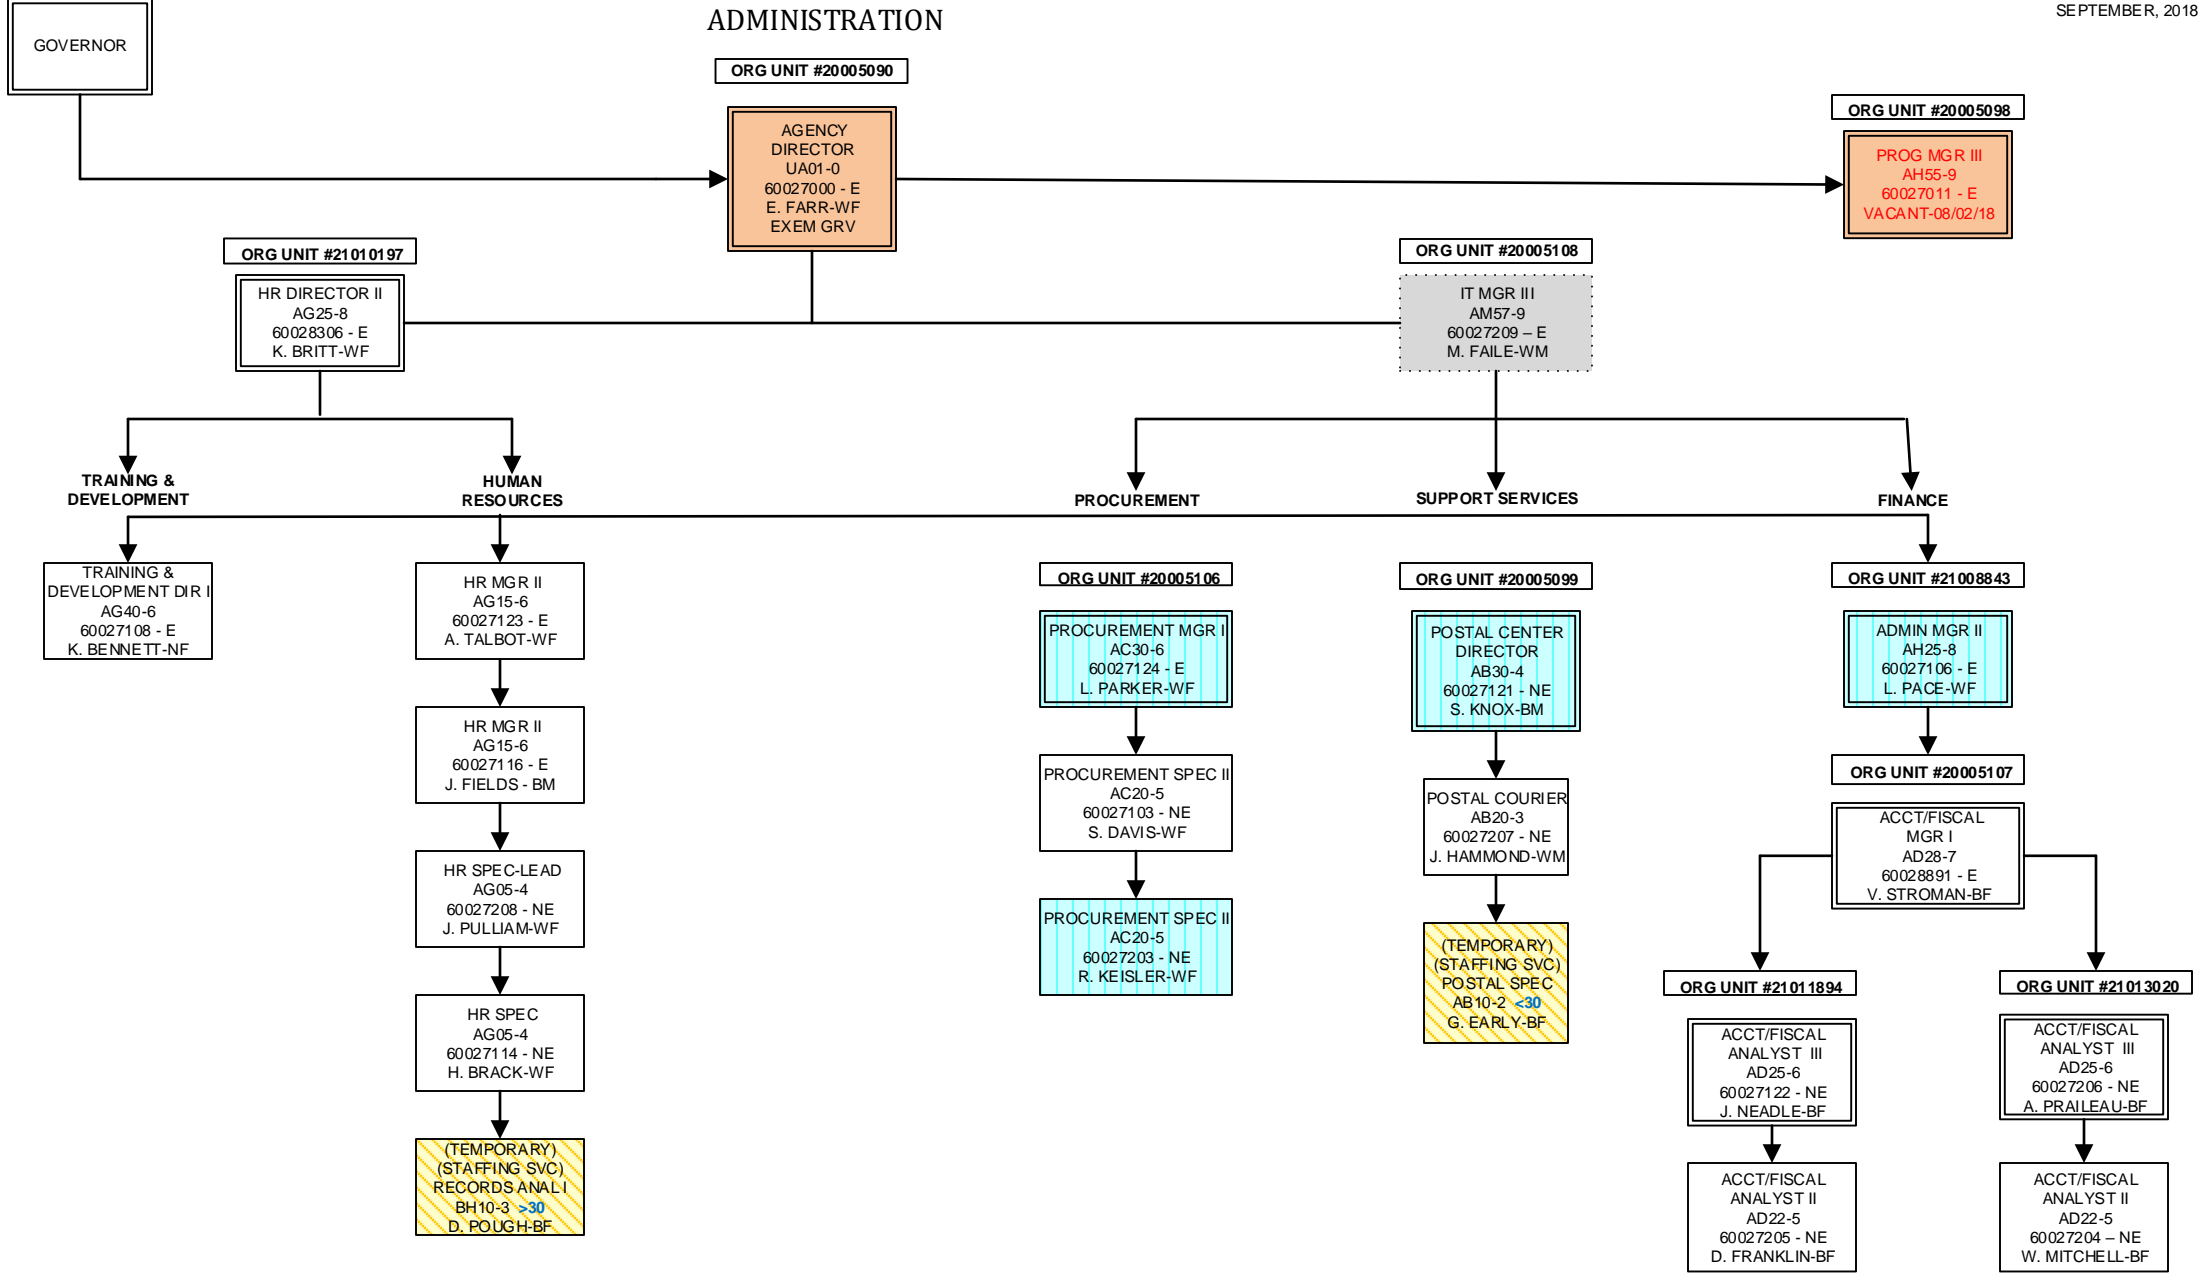 ADMINISTRATION
SEPTEMBER, 2018
GOVERNOR
ORG UNIT #20005090
AGENCY
DIRECTOR
UA01-0
60027000 - E
E. FARR-WF
EXEM GRV
ORG UNIT #20005098
PROG MGR III
AH55-9
60027011 - E
VACANT-08/02/18
ORG UNIT #21010197
HR DIRECTOR II
AG25-8
60028306 - E
K. BRITT-WF
ORG UNIT #20005108
IT MGR III
AM57-9
60027209 – E
M. FAILE-WM
TRAINING &
DEVELOPMENT
HUMAN
RESOURCES
PROCUREMENT
SUPPORT SERVICES
FINANCE
TRAINING &
DEVELOPMENT DIR I
AG40-6
60027108 - E
K. BENNETT-NF
HR MGR II
AG15-6
60027123 - E
A. TALBOT-WF
HR MGR II
AG15-6
60027116 - E
J. FIELDS - BM
HR SPEC-LEAD
AG05-4
60027208 - NE
J. PULLIAM-WF
HR SPEC
AG05-4
60027114 - NE
H. BRACK-WF
(TEMPORARY)
(STAFFING SVC)
RECORDS ANAL I
BH10-3 >30
D. POUGH-BF
ORG UNIT #20005106
PROCUREMENT MGR I
AC30-6
60027124 - E
L. PARKER-WF
PROCUREMENT SPEC II
AC20-5
60027103 - NE
S. DAVIS-WF
PROCUREMENT SPEC II
AC20-5
60027203 - NE
R. KEISLER-WF
ORG UNIT #20005099
POSTAL CENTER
DIRECTOR
AB30-4
60027121 - NE
S. KNOX-BM
POSTAL COURIER
AB20-3
60027207 - NE
J. HAMMOND-WM
(TEMPORARY)
(STAFFING SVC)
POSTAL SPEC
AB10-2 <30
G. EARLY-BF
ORG UNIT #21008843
ADMIN MGR II
AH25-8
60027106 - E
L. PACE-WF
ORG UNIT #20005107
ACCT/FISCAL
MGR I
AD28-7
60028891 - E
V. STROMAN-BF
ORG UNIT #21011894
ACCT/FISCAL
ANALYST III
AD25-6
60027122 - NE
J. NEADLE-BF
ACCT/FISCAL
ANALYST II
AD22-5
60027205 - NE
D. FRANKLIN-BF
ORG UNIT #21013020
ACCT/FISCAL
ANALYST III
AD25-6
60027206 - NE
A. PRAILEAU-BF
ACCT/FISCAL
ANALYST II
AD22-5
60027204 – NE
W. MITCHELL-BF